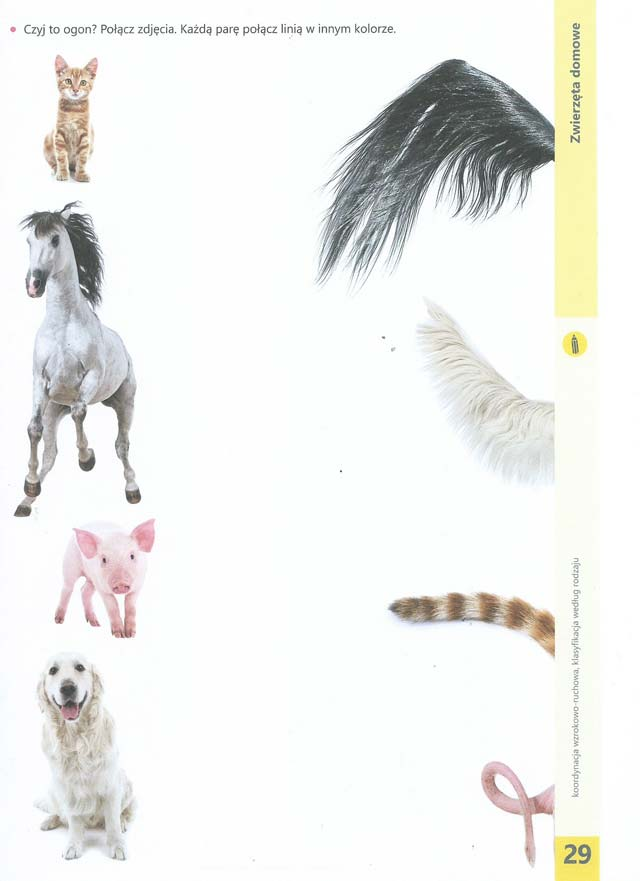 Czyj to ogon? Połącz zdjęcia. Każdą parę połącz linią w innym kolorze.
Zwierzęta domowe
koordynacja wzrokowo-ruchowa, klasyfikacja według rodzaju
29